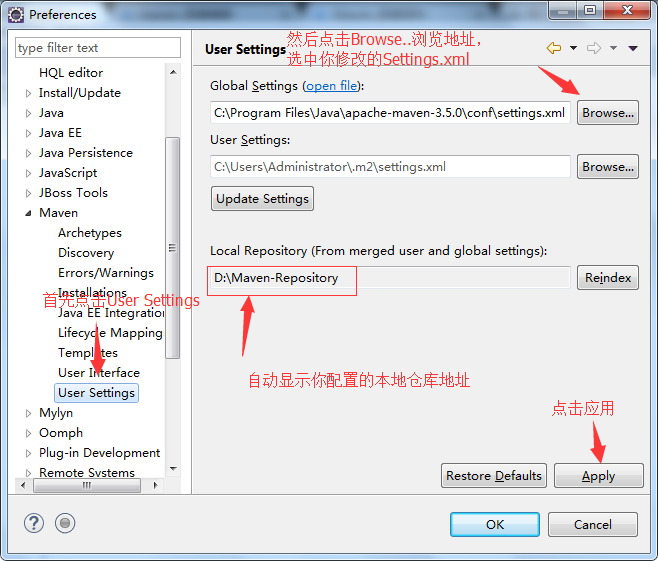 Preferences
type filter text
HQL editor
Install/Update
Java
Java EE
Java Persistence
JavaScript
JBoss Tools
Maven
Archetypes
Discovery
Errors/Warnings
Installations
首先点击User Settings
Java EE Integration
Lifecycle Mappings
Templates
User Interface
User Settings
Mylyn
Oomph
Plug-in Development
Remote Systems
User Settings
然后点击Browse..浏览地址，
选中你修改的Settings.xml
Global Settings (open file):
C:\Program Files\Java\apache-maven-3.5.0\conf\settings.xml
Browse...
User Settings:
C:\Users\Administrator\.m2\settings.xml
Browse...
Update Settings
Local Repository (From merged user and global settings):
D:\Maven-Repository
Reindex
自动显示你配置的本地仓库地址
点击应用
Restore Defaults
Apply
OK
Cancel